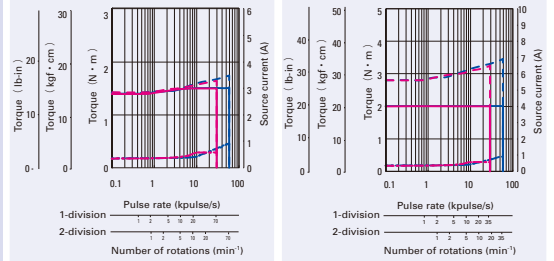 Torque (lb-in)
0
10
20
Torque (kgf・cm)
0
10
20
30
Torque (N・m)
0
1
2
3
Source current (A)
0
1
2
3
4
5
6
0.1
1
10
100
Pulse rate (kpulse/s)
1-division
1 2 5 10 20 70
2-division
1 2 5 10 20 70
Number of rotations (min⁻¹)
Torque (lb-in)
0
10
20
30
40
Torque (kgf・cm)
0
10
20
30
40
50
Torque (N・m)
0
1
2
3
4
5
Source current (A)
0
1
2
3
4
5
6
7
8
9
10
0.1
1
10
100
Pulse rate (kpulse/s)
1-division
1 2 5 10 20 35
2-division
1 2 5 10 20 35
Number of rotations (min⁻¹)